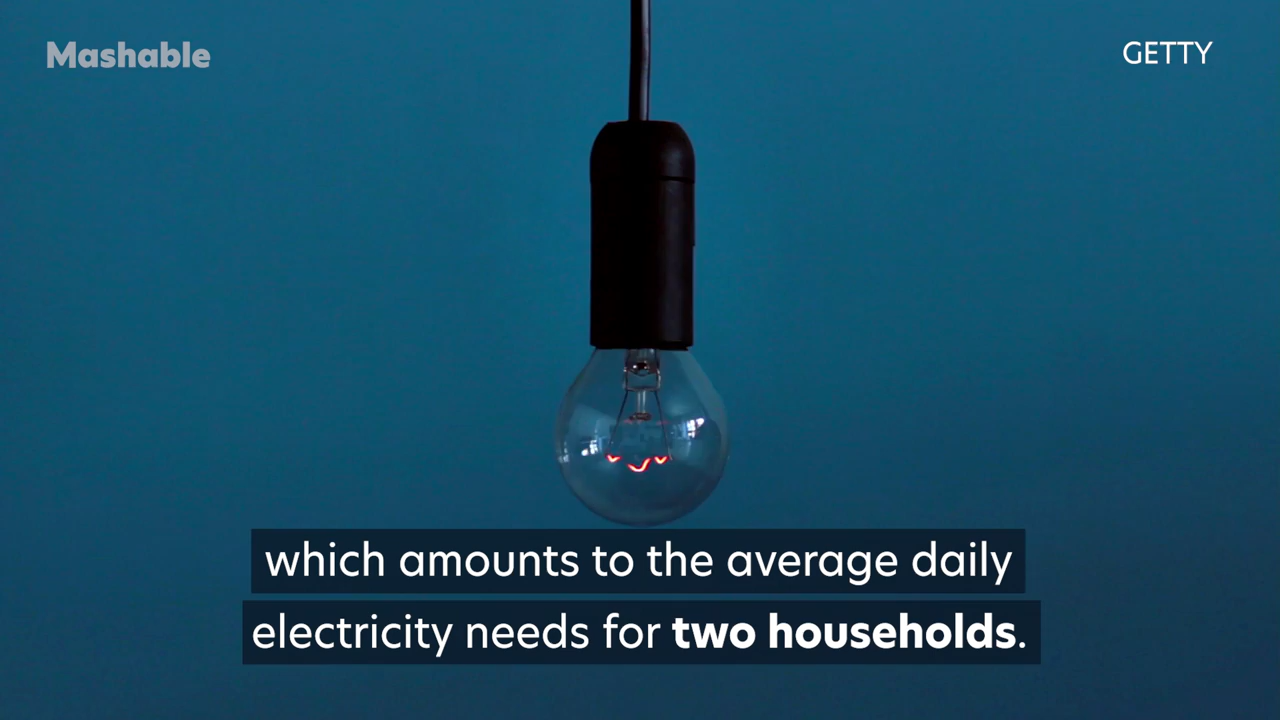 Mashable
GETTY
which amounts to the average daily
electricity needs for two households.